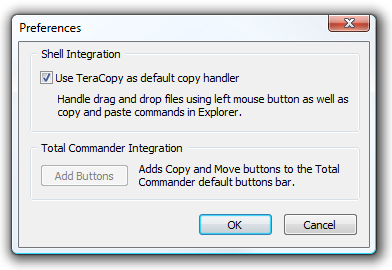 Preferences
Shell Integration
Use TeraCopy as default copy handler
Handle drag and drop files using left mouse button as well as
copy and paste commands in Explorer.
Total Commander Integration
Add Buttons
Adds Copy and Move buttons to the Total
Commander default buttons bar.
OK
Cancel